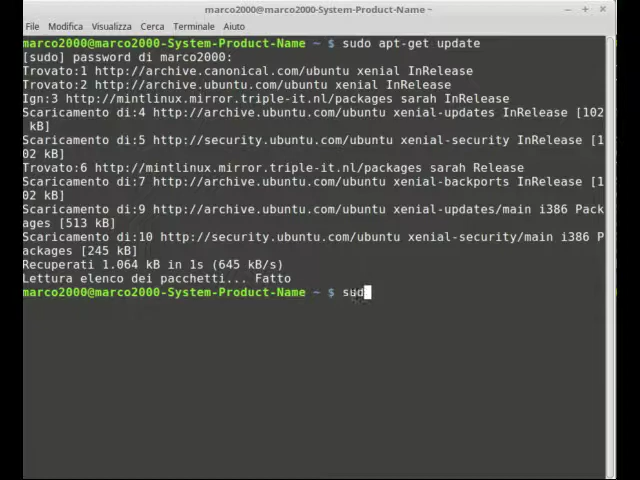 marco2000@marco2000-System-Product-Name ~
File Modifica Visualizza Cerca Terminale Aiuto
marco2000@marco2000-System-Product-Name ~ $ sudo apt-get update
[sudo] password di marco2000:
Trovato:1 http://archive.canonical.com/ubuntu xenial InRelease
Trovato:2 http://archive.ubuntu.com/ubuntu xenial InRelease
Ign:3 http://mintlinux.mirror.triple-it.nl/packages sarah InRelease
Scaricamento di:4 http://archive.ubuntu.com/ubuntu xenial-updates InRelease [102
 kB]
Scaricamento di:5 http://security.ubuntu.com/ubuntu xenial-security InRelease [1
02 kB]
Trovato:6 http://mintlinux.mirror.triple-it.nl/packages sarah Release
Scaricamento di:7 http://archive.ubuntu.com/ubuntu xenial-backports InRelease [1
02 kB]
Scaricamento di:9 http://archive.ubuntu.com/ubuntu xenial-updates/main i386 Pack
ages [513 kB]
Scaricamento di:10 http://security.ubuntu.com/ubuntu xenial-security/main i386 P
ackages [245 kB]
Recuperati 1.064 kB in 1s (645 kB/s)
Lettura elenco dei pacchetti... Fatto
marco2000@marco2000-System-Product-Name ~ $ sud